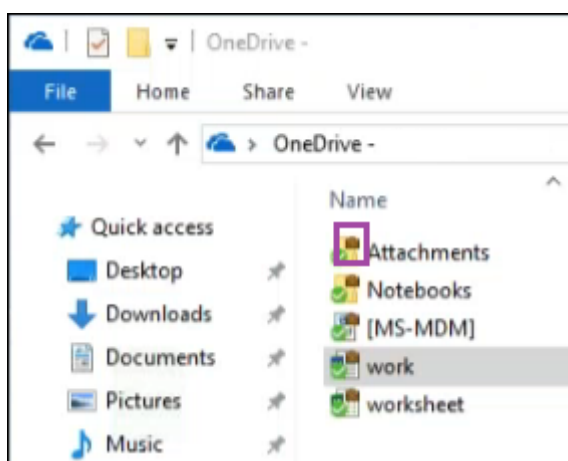 OneDrive -
File Home Share View
OneDrive -
Name
Quick access
Desktop
Downloads
Documents
Pictures
Music
Attachments
Notebooks
[MS-MDM]
work
worksheet